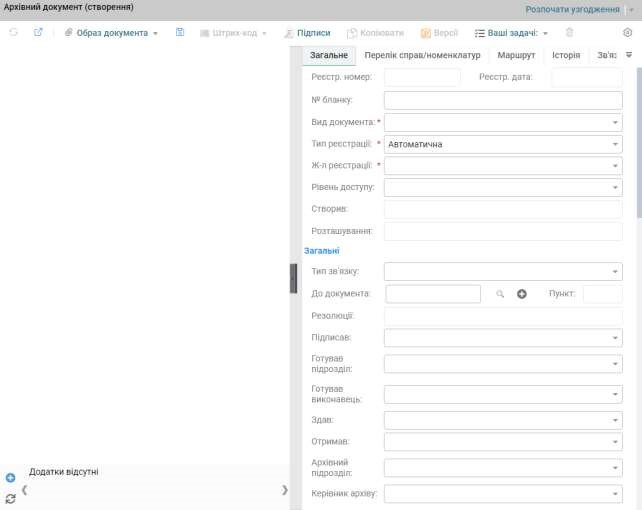 Архівний документ (створення)
Розпочати узгодження
Образ документа
Штрих-код
Підписи
Копіювати
Версії
Ваші задачі:
Загальне
Перелік справ/номенклатур
Маршрут
Історія
Зв'яз
Реєстр. номер:
Реєстр. дата:
№ бланку:
Вид документа: *
Тип реєстрації: * Автоматична
Ж-л реєстрації: *
Рівень доступу:
Створив:
Розташування:
Загальні
Тип зв'язку:
До документа:
Пункт:
Резолюції:
Підписав:
Готував
підрозділ:
Готував
виконавець:
Здав:
Отримав:
Архівний
підрозділ:
Керівник архіву:
Додатки відсутні